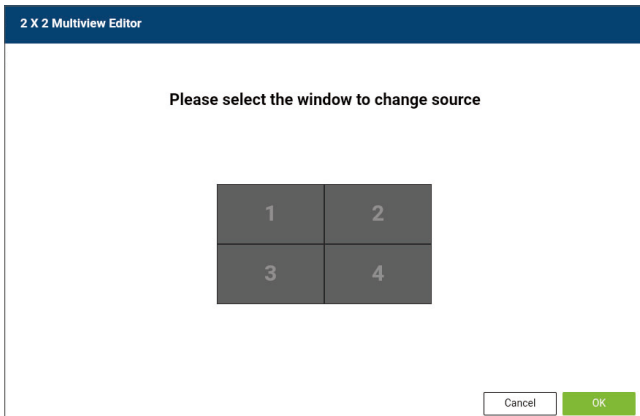 2 X 2 Multiview Editor
Please select the window to change source
1 2
3 4
Cancel OK